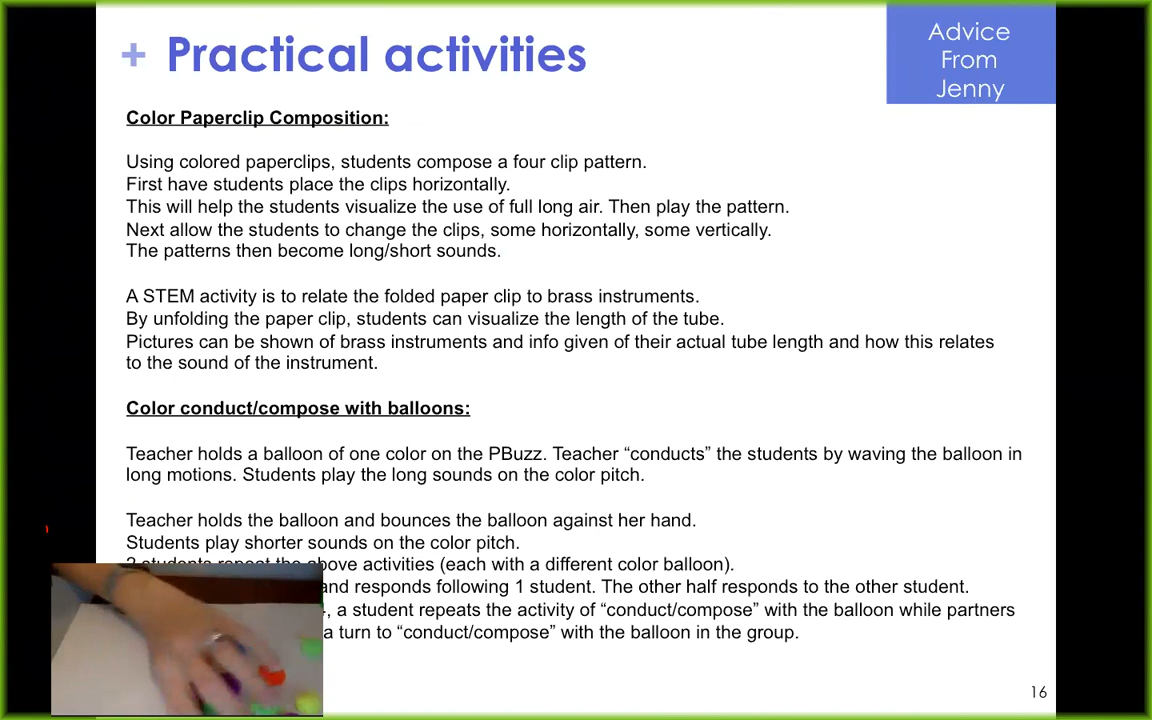 + Practical activities
Advice
From
Jenny
Color Paperclip Composition:
Using colored paperclips, students compose a four clip pattern.
First have students place the clips horizontally.
This will help the students visualize the use of full long air. Then play the pattern.
Next allow the students to change the clips, some horizontally, some vertically.
The patterns then become long/short sounds.
A STEM activity is to relate the folded paper clip to brass instruments.
By unfolding the paper clip, students can visualize the length of the tube.
Pictures can be shown of brass instruments and info given of their actual tube length and how this relates
to the sound of the instrument.
Color conduct/compose with balloons:
Teacher holds a balloon of one color on the PBuzz. Teacher “conducts” the students by waving the balloon in
long motions. Students play the long sounds on the color pitch.
Teacher holds the balloon and bounces the balloon against her hand.
Students play shorter sounds on the color pitch.
2 students repeat the above activities (each with a different color balloon).
and responds following 1 student. The other half responds to the other student.
, a student repeats the activity of “conduct/compose” with the balloon while partners
a turn to “conduct/compose” with the balloon in the group.
16